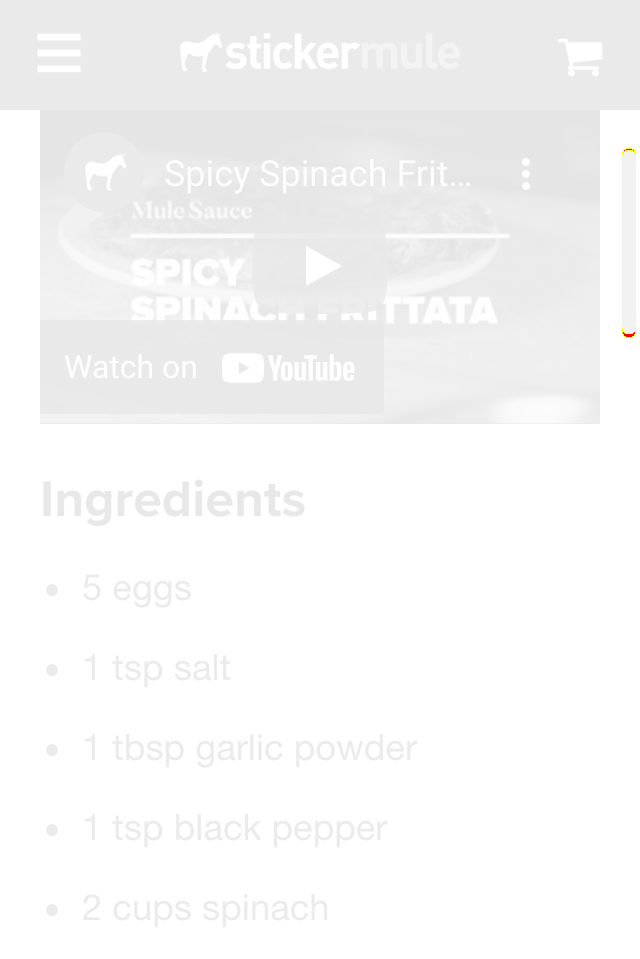 stickermule
Spicy Spinach Frit...
Mule Sauce
SPICY
SPINACH FRITTATA
Watch on YouTube
Ingredients
• 5 eggs
• 1 tsp salt
• 1 tbsp garlic powder
• 1 tsp black pepper
• 2 cups spinach